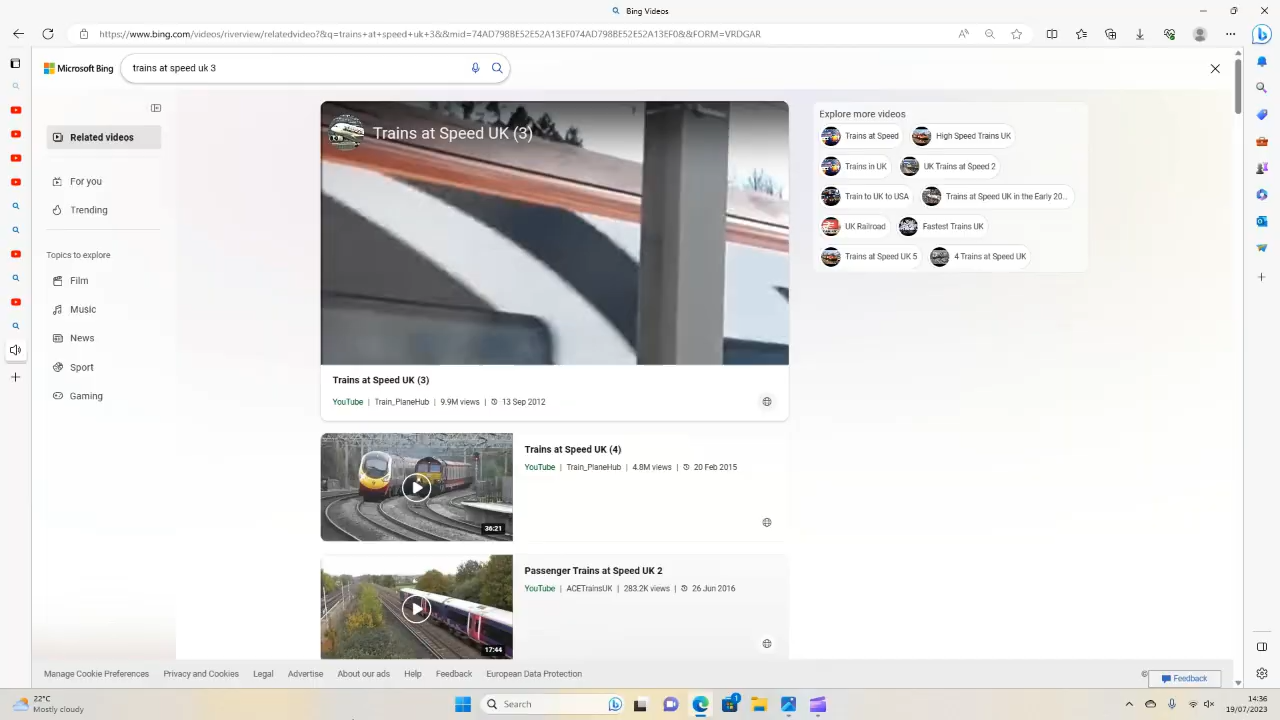 Bing Videos
https://www.bing.com/videos/riverview/relatedvideo?&q=trains+at+speed+uk+3&&mid=74AD798BE52E52A13EF074AD798BE52E52A13EF0&&FORM=VRDGAR
Microsoft Bing
trains at speed uk 3
Related videos
For you
Trending
Topics to explore
Film
Music
News
Sport
Gaming
Trains at Speed UK (3)
Trains at Speed UK (3)
YouTube | Train_PlaneHub | 9.9M views | 13 Sep 2012
Trains at Speed UK (4)
YouTube | Train_PlaneHub | 4.8M views | 20 Feb 2015
36:21
Passenger Trains at Speed UK 2
YouTube | ACETrainsUK | 283.2K views | 26 Jun 2016
17:44
Explore more videos
Trains at Speed
High Speed Trains UK
Trains in UK
UK Trains at Speed 2
Train to UK to USA
Trains at Speed UK in the Early 20...
UK Railroad
Fastest Trains UK
Trains at Speed UK 5
4 Trains at Speed UK
Manage Cookie Preferences
Privacy and Cookies
Legal
Advertise
About our ads
Help
Feedback
European Data Protection
©
Feedback
22°C
Mostly cloudy
Search
1
14:36
19/07/2023